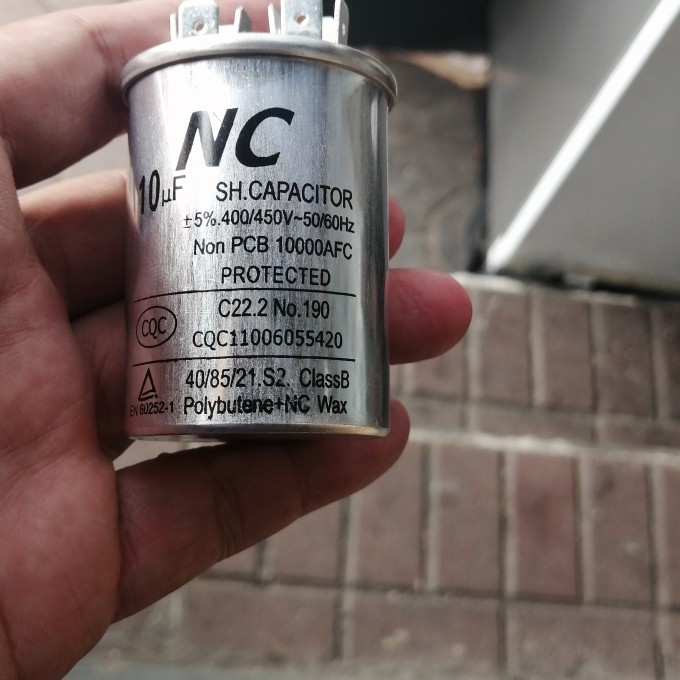 NC
10μF SH.CAPACITOR
±5%.400/450V~50/60Hz
Non PCB 10000AFC
PROTECTED
C22.2 No.190
CQC
CQC11006055420
40/85/21.S2. ClassB
EN 60252-1 Polybutene+NC Wax